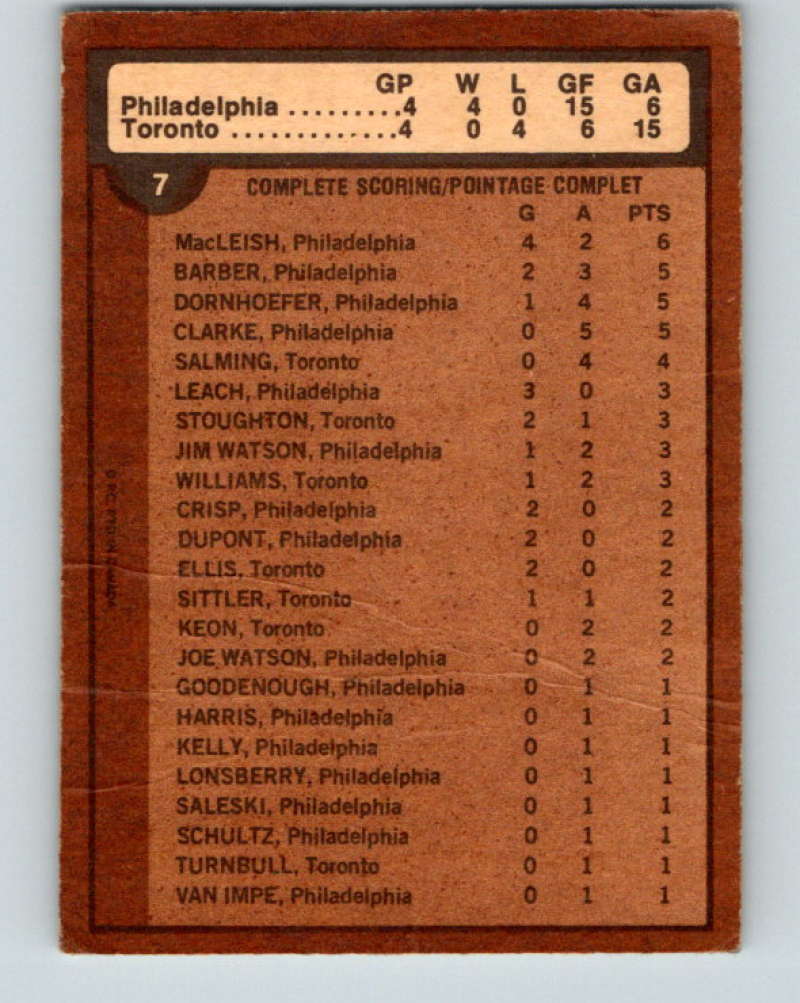 GP W L GF GA
Philadelphia .........4 4 0 15 6
Toronto .............4 0 4 6 15
7 COMPLETE SCORING/POINTAGE COMPLET
G A PTS
MacLEISH, Philadelphia 4 2 6
BARBER, Philadelphia 2 3 5
DORNHOEFER, Philadelphia 1 4 5
CLARKE, Philadelphia 0 5 5
SALMING, Toronto 0 4 4
LEACH, Philadelphia 3 0 3
STOUGHTON, Toronto 2 1 3
JIM WATSON, Philadelphia 1 2 3
WILLIAMS, Toronto 1 2 3
CRISP, Philadelphia 2 0 2
DUPONT, Philadelphia 2 0 2
ELLIS, Toronto 2 0 2
SITTLER, Toronto 1 1 2
KEON, Toronto 0 2 2
JOE WATSON, Philadelphia 0 2 2
GOODENOUGH, Philadelphia 0 1 1
HARRIS, Philadelphia 0 1 1
KELLY, Philadelphia 0 1 1
LONSBERRY, Philadelphia 0 1 1
SALESKI, Philadelphia 0 1 1
SCHULTZ, Philadelphia 0 1 1
TURNBULL, Toronto 0 1 1
VAN IMPE, Philadelphia 0 1 1